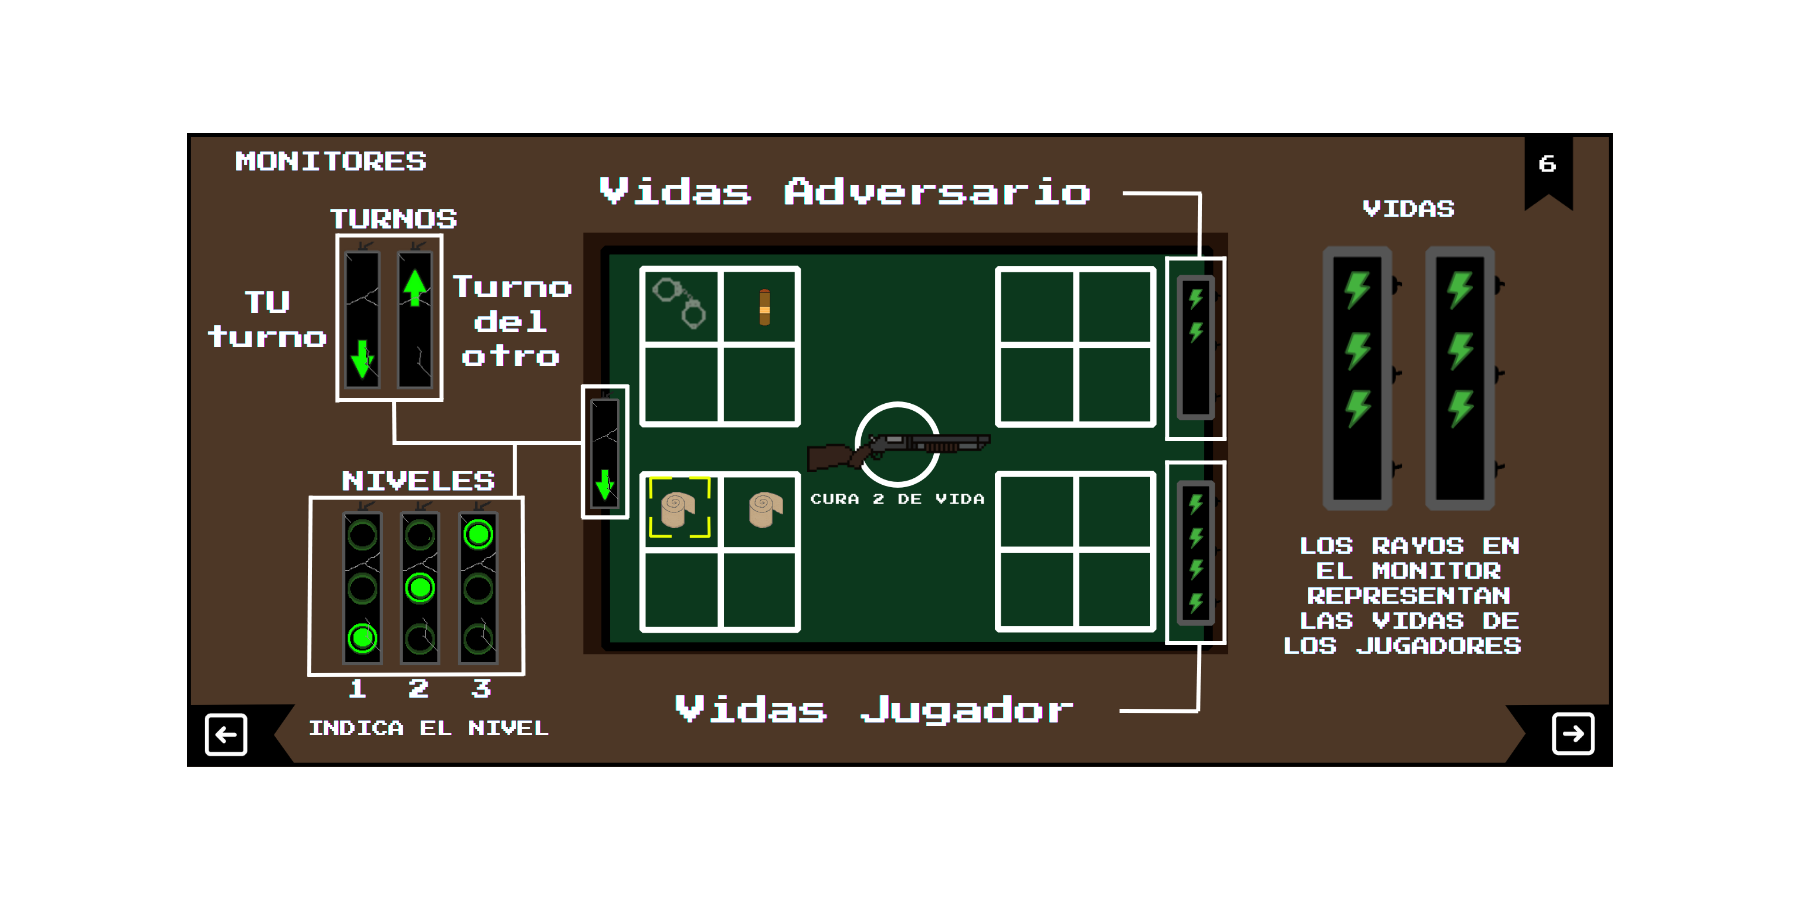 MONITORES
6
Vidas Adversario
VIDAS
TURNOS
TU
turno
Turno
del
otro
NIVELES
CURA 2 DE VIDA
1 2 3
INDICA EL NIVEL
Vidas Jugador
LOS RAYOS EN
EL MONITOR
REPRESENTAN
LAS VIDAS DE
LOS JUGADORES